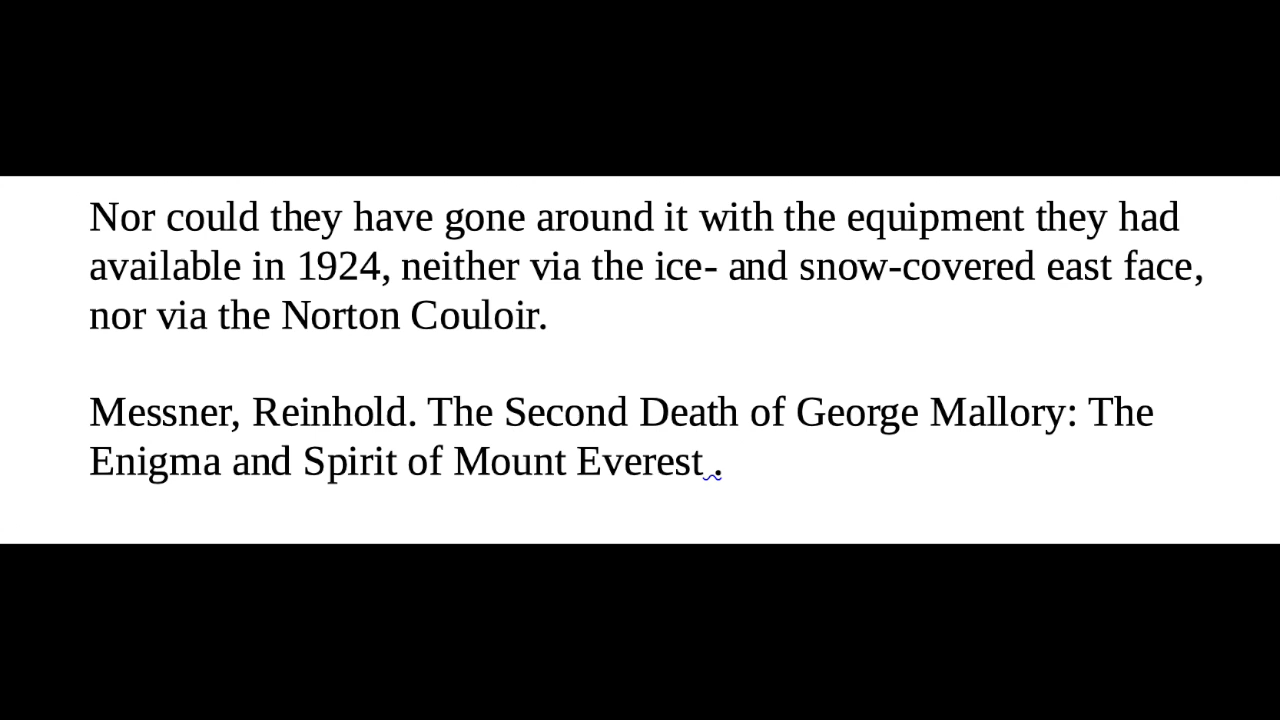 Nor could they have gone around it with the equipment they had
available in 1924, neither via the ice- and snow-covered east face,
nor via the Norton Couloir.
Messner, Reinhold. The Second Death of George Mallory: The
Enigma and Spirit of Mount Everest .